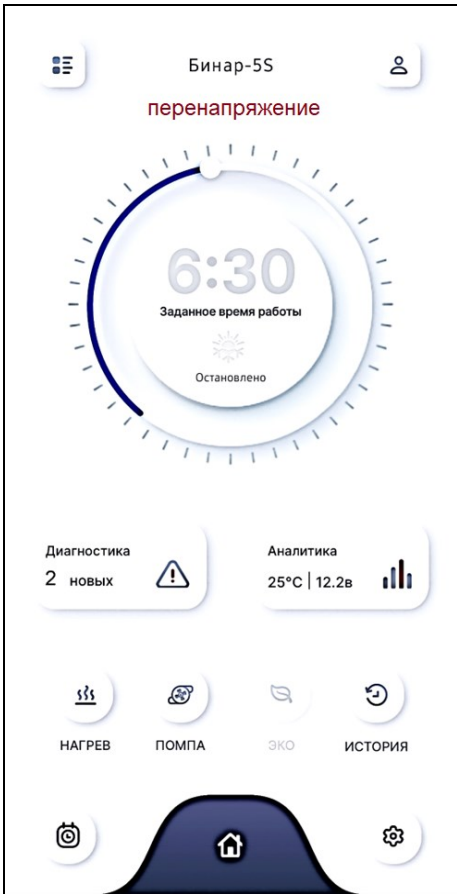 Бинар-5S
перенапряжение
6:30
Заданное время работы
Остановлено
Диагностика
2 новых
Аналитика
25°C | 12.2в
НАГРЕВ ПОМПА ЭКО ИСТОРИЯ